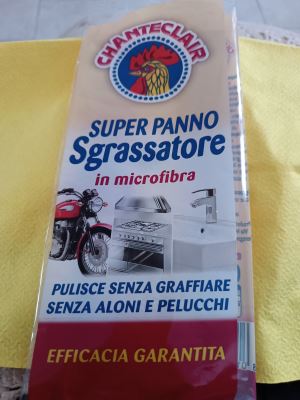 CHANTECLAIR
SUPER PANNO
Sgrassatore
in microfibra
PULISCE SENZA GRAFFIARE
SENZA ALONI E PELUCCHI
EFFICACIA GARANTITA